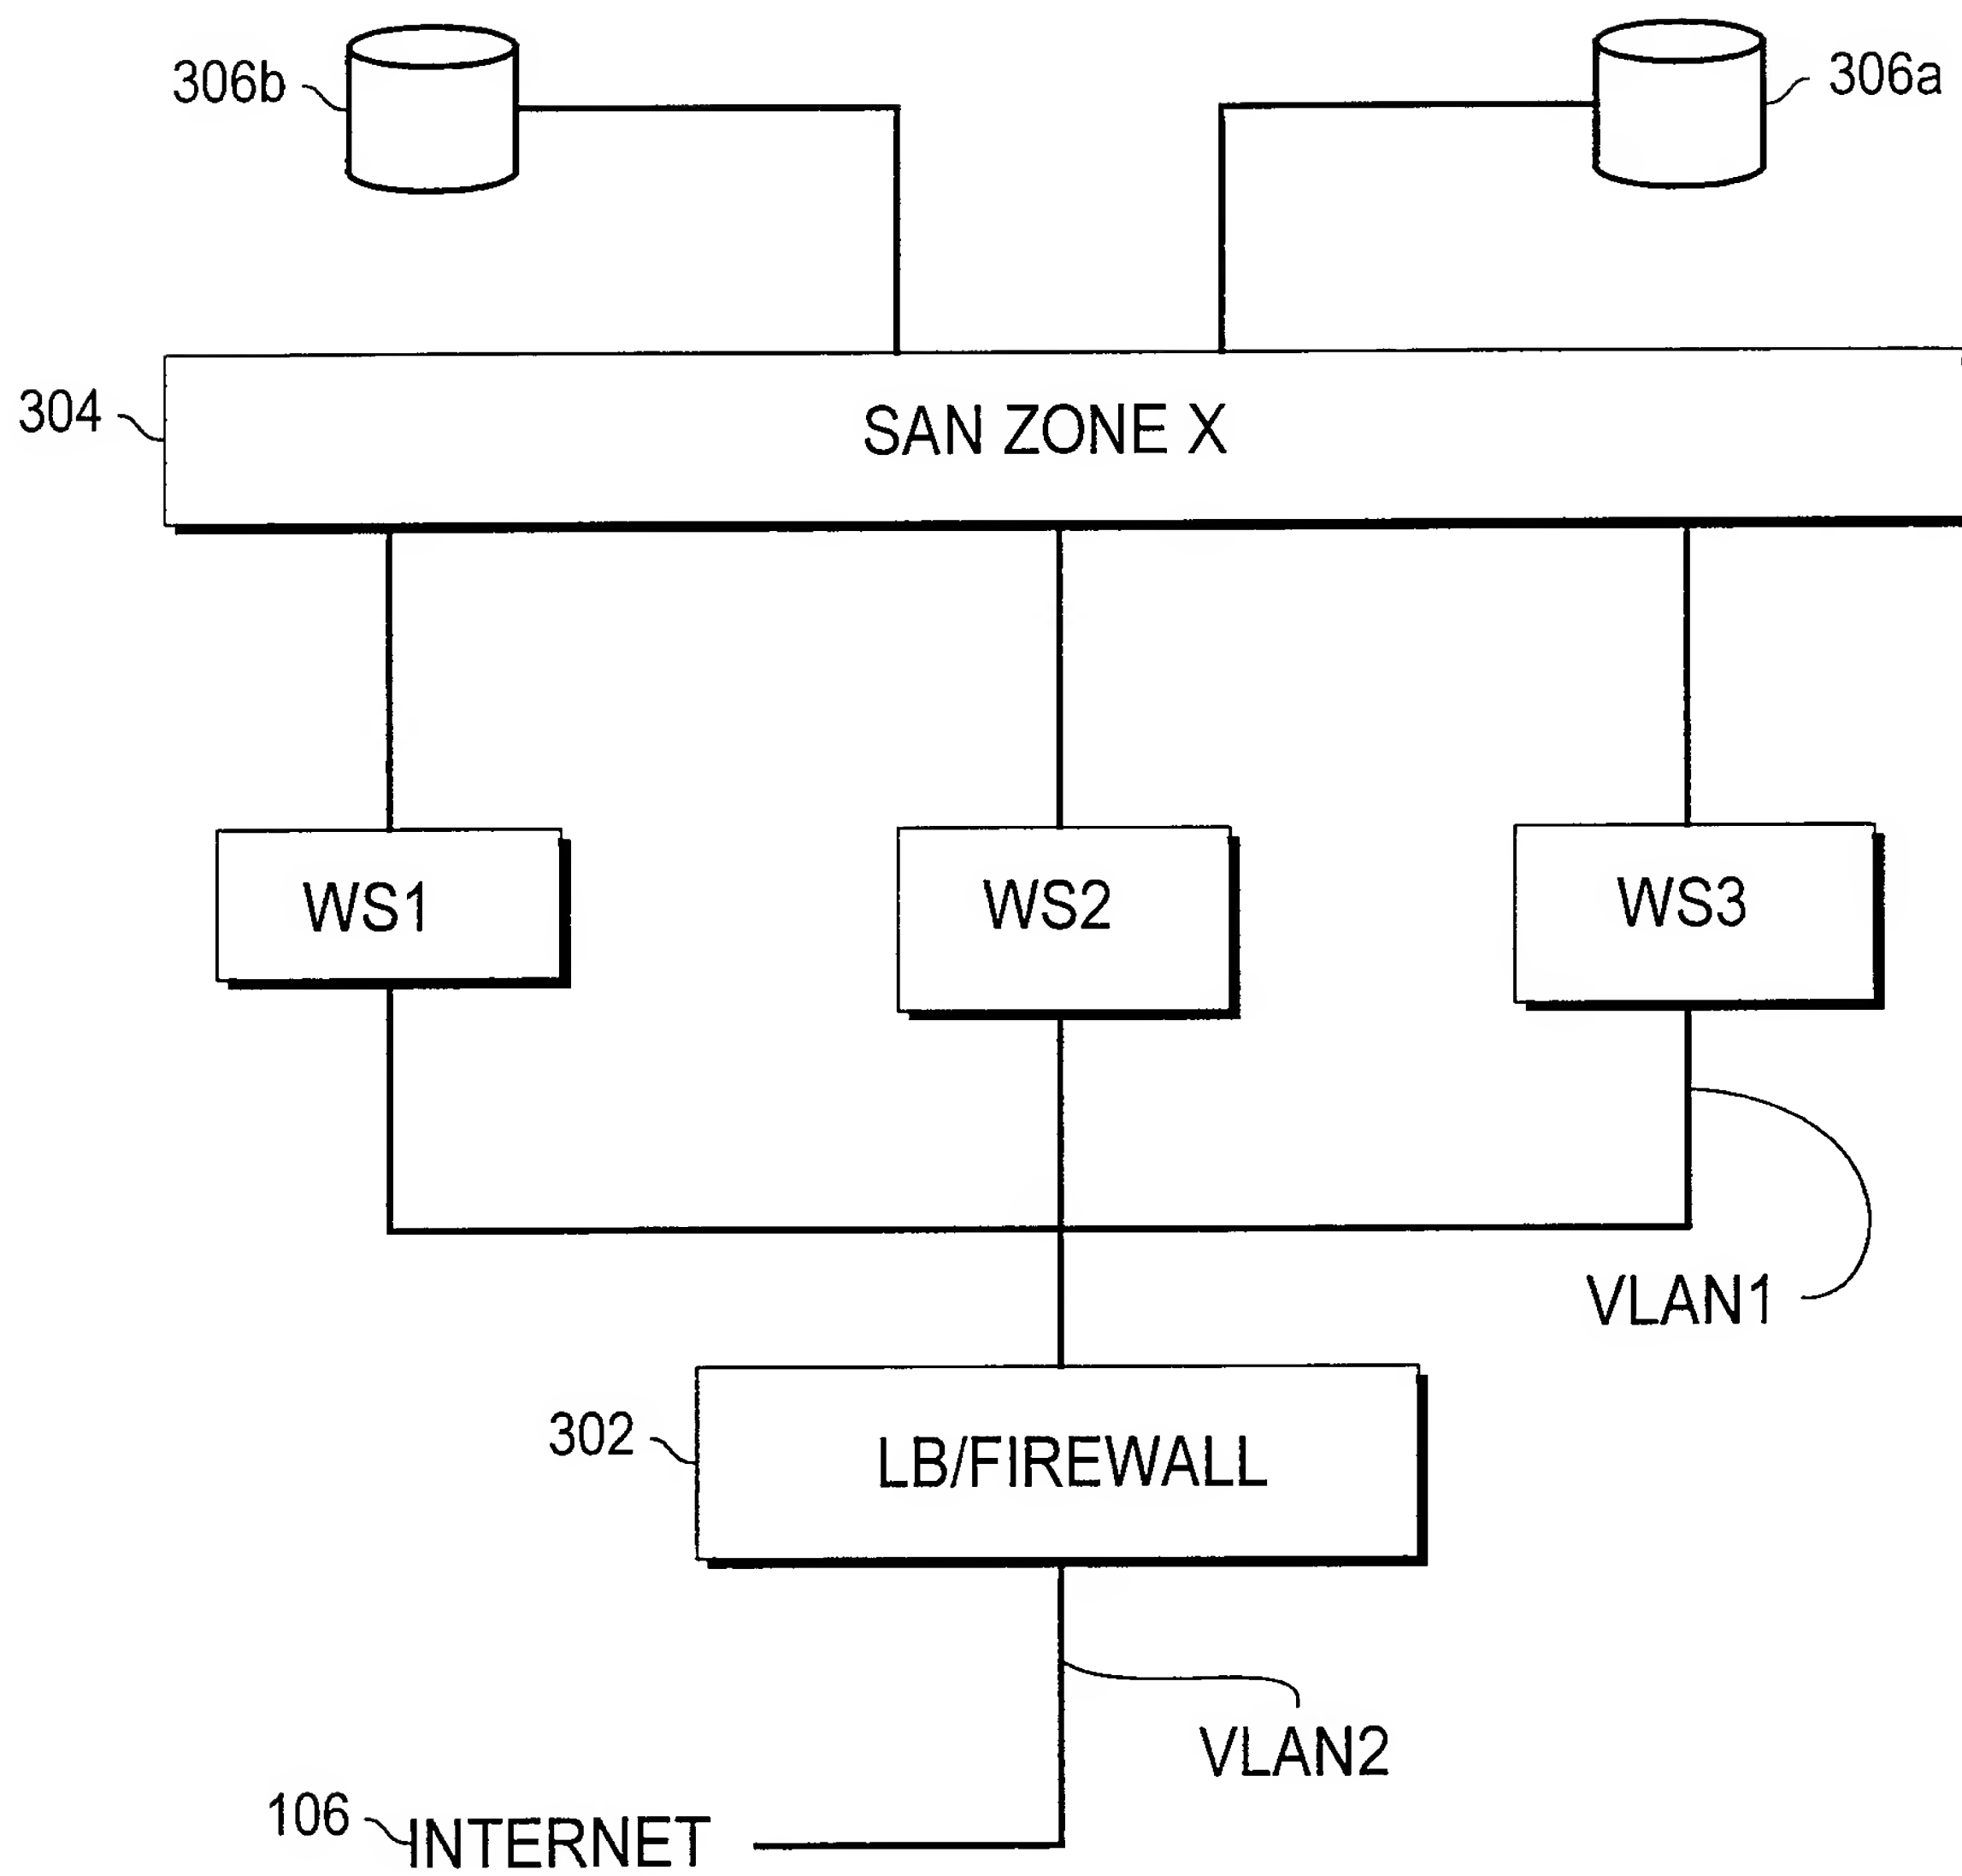 306b
306a
304
SAN ZONE X
WS1
WS2
WS3
VLAN1
302
LB/FIREWALL
VLAN2
106
INTERNET